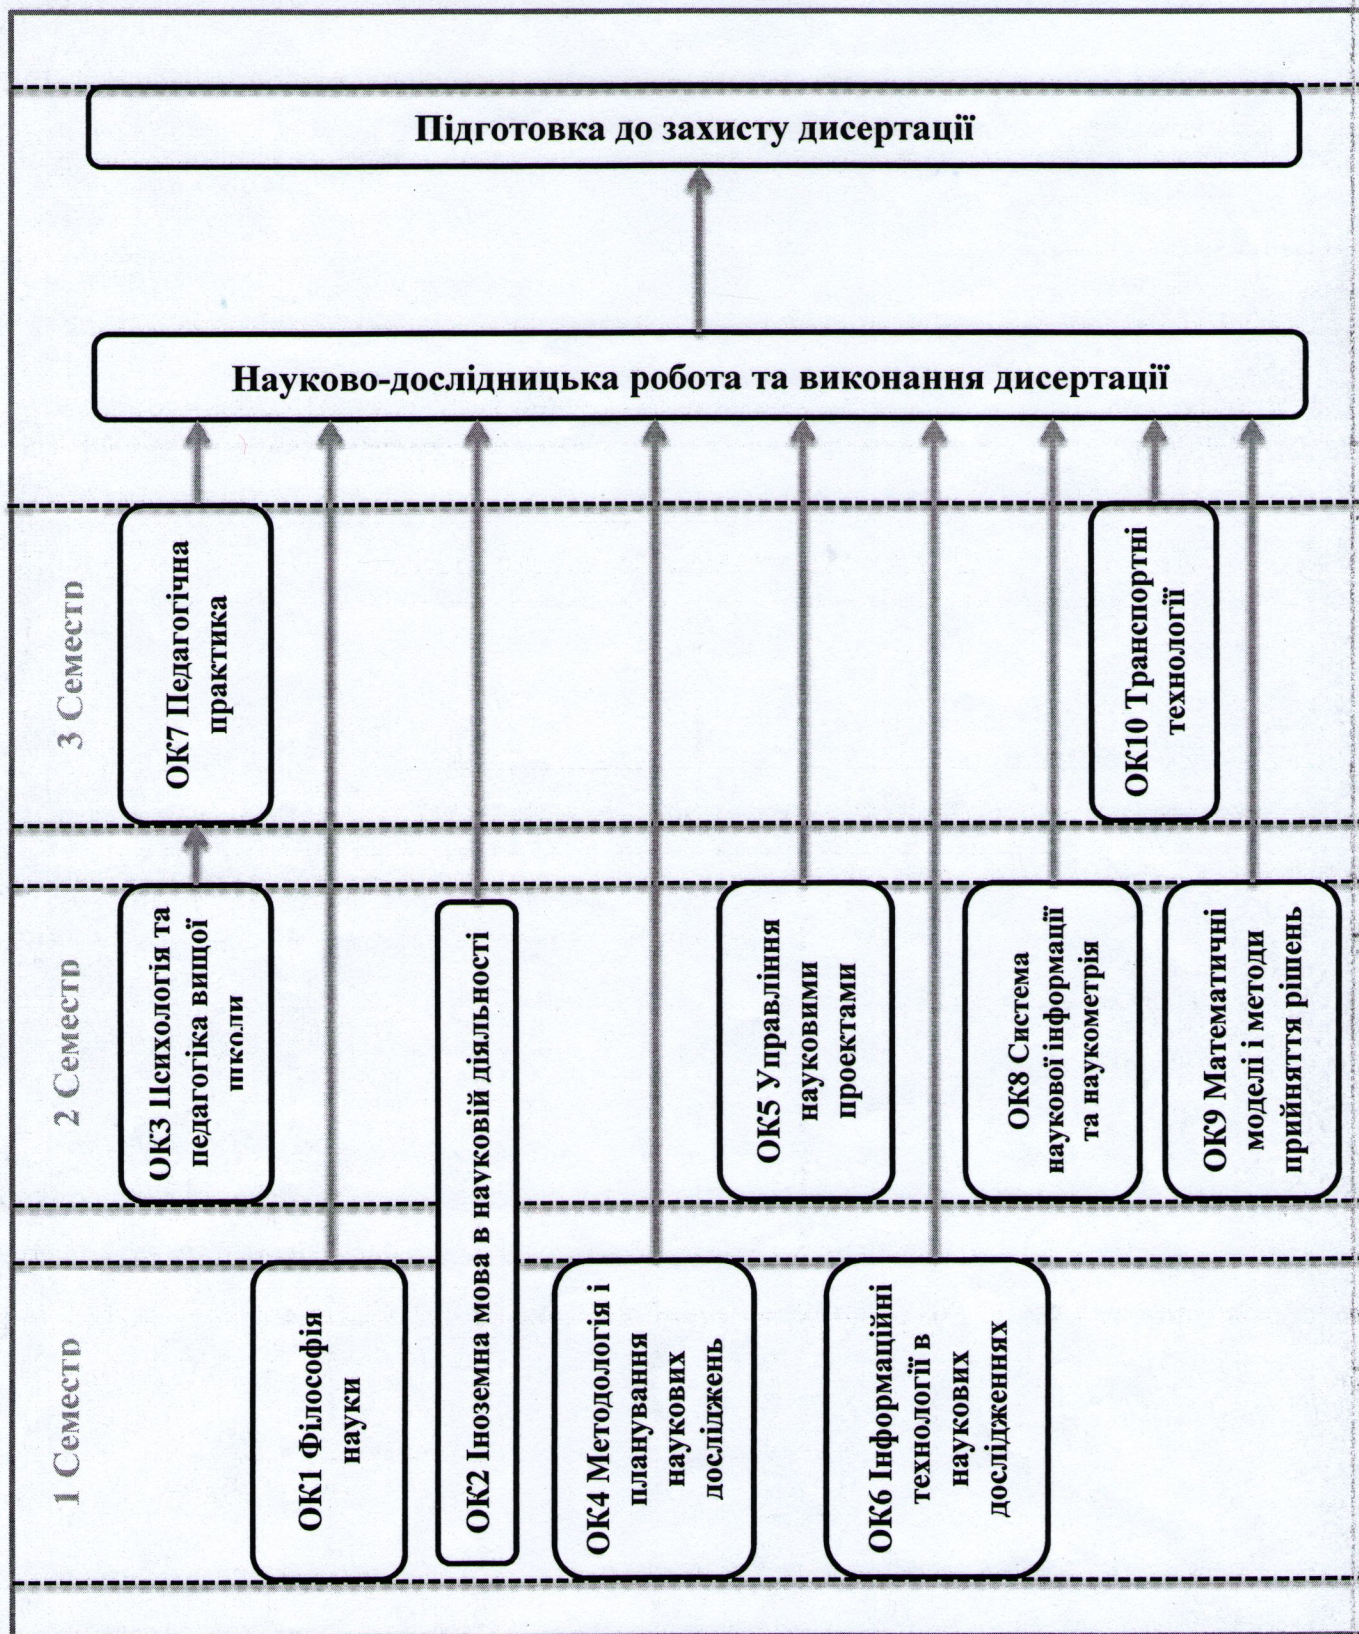 Підготовка до захисту дисертації
Науково-дослідницька робота та виконання дисертації
3 Семестр
ОК7 Педагогічна
практика
ОК10 Транспортні
технології
2 Семестр
ОК3 Психологія та
педагогіка вищої
школи
ОК5 Управління
науковими
проектами
ОК8 Система
наукової інформації
та наукометрія
ОК9 Математичні
моделі і методи
прийняття рішень
1 Семестр
ОК1 Філософія
науки
ОК2 Іноземна мова в науковій діяльності
ОК4 Методологія і
планування
наукових
досліджень
ОК6 Інформаційні
технології в
наукових
дослідженнях